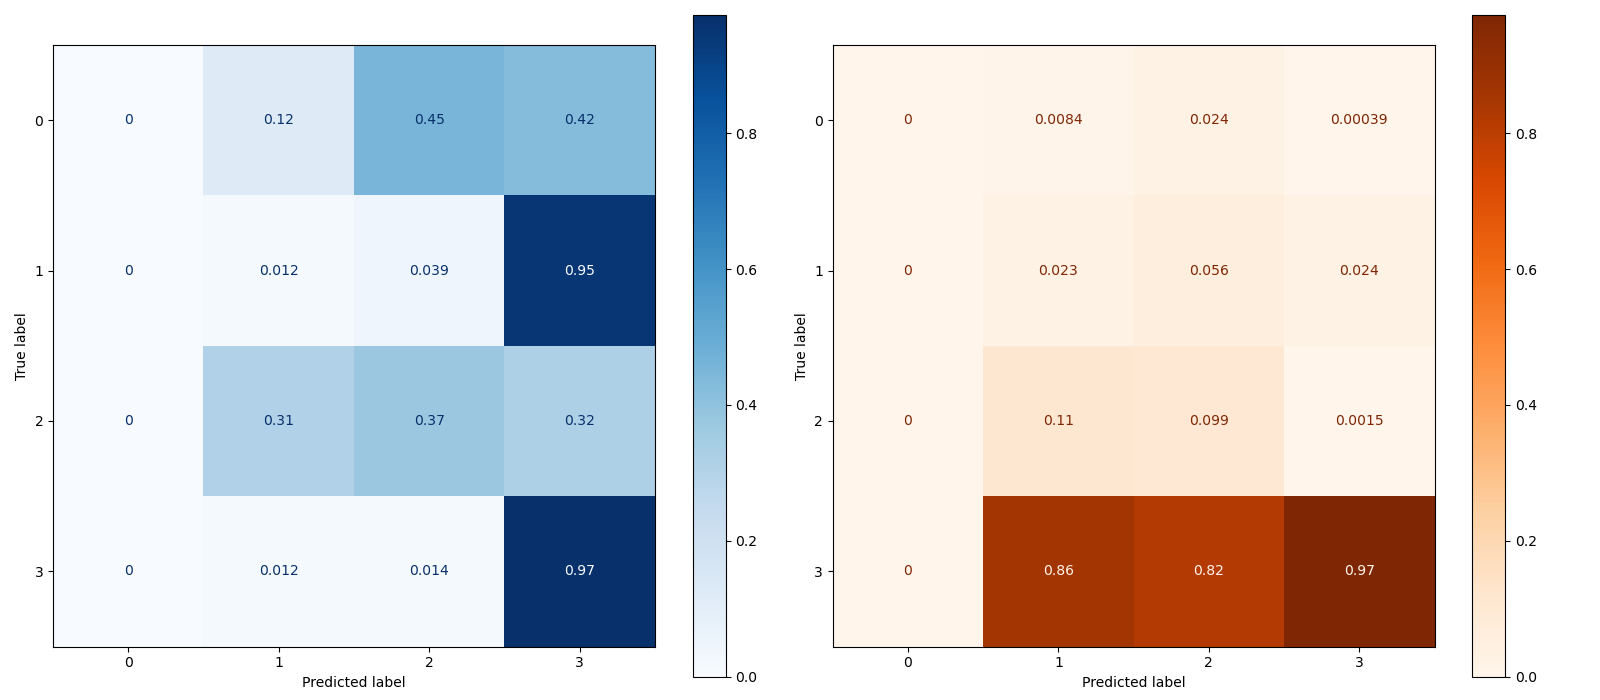 0 0 0.12 0.45 0.42
1 0 0.012 0.039 0.95
2 0 0.31 0.37 0.32
3 0 0.012 0.014 0.97
0 1 2 3
True label
Predicted label
0.8
0.6
0.4
0.2
0.0
0 0 0.0084 0.024 0.00039
1 0 0.023 0.056 0.024
2 0 0.11 0.099 0.0015
3 0 0.86 0.82 0.97
0 1 2 3
True label
Predicted label
0.8
0.6
0.4
0.2
0.0